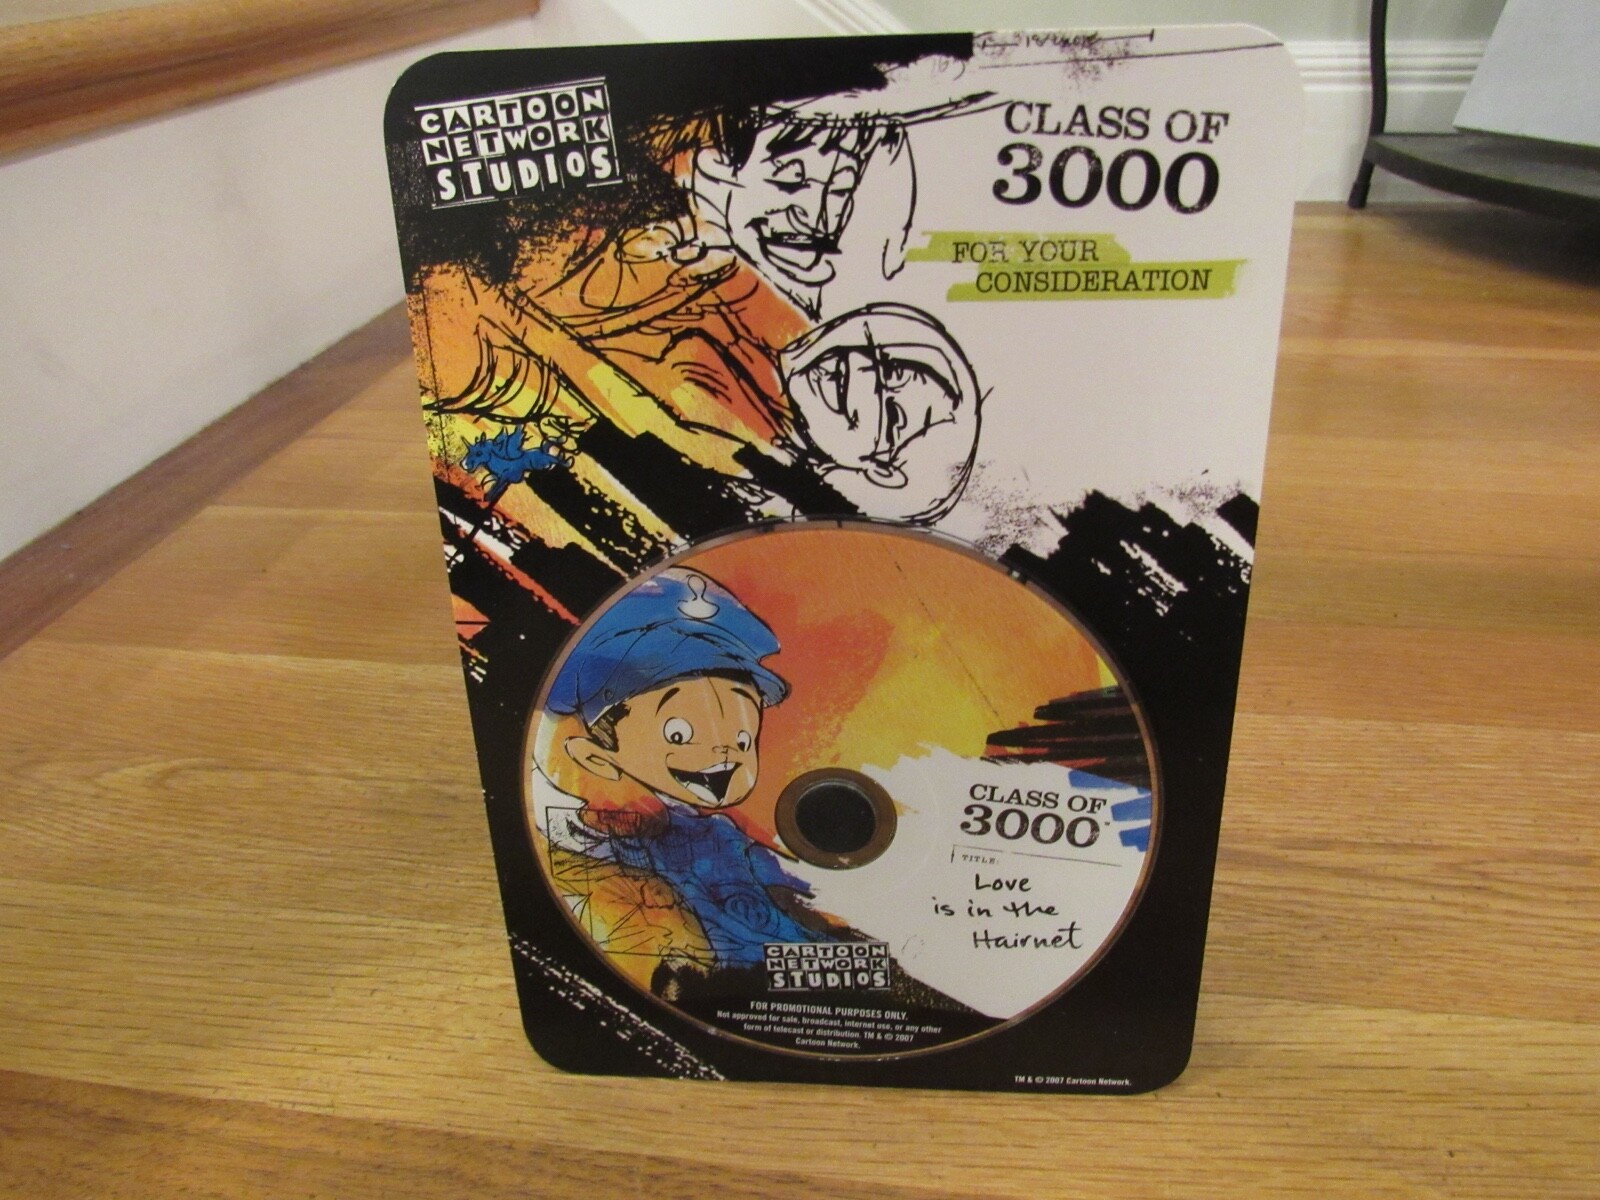 CARTOON
NETWORK
STUDIOS
CLASS OF
3000
FOR YOUR
CONSIDERATION
CLASS OF
3000™
TITLE:
Love
is in the
Hairnet
CARTOON
NETWORK
STUDIOS
FOR PROMOTIONAL PURPOSES ONLY.
Not approved for sale, broadcast, internet use, or any other
form of telecast or distribution. TM & © 2007
Cartoon Network.
TM & © 2007 Cartoon Network.